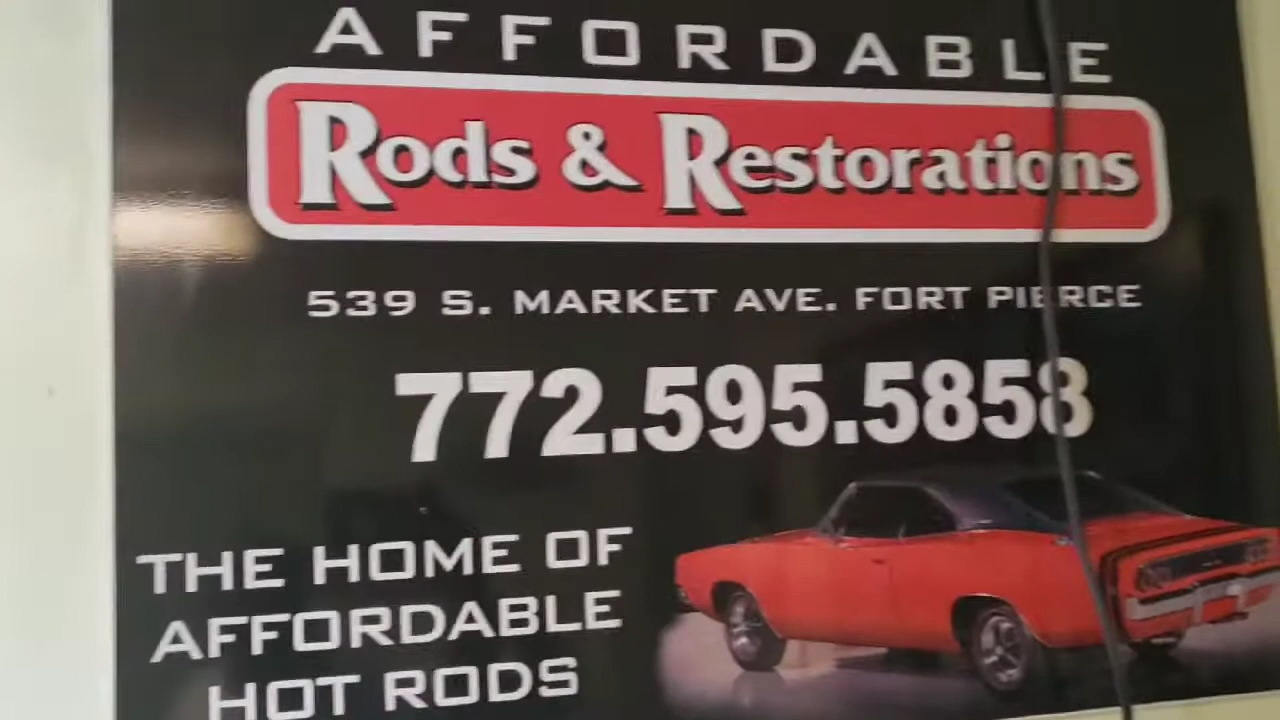 AFFORDABLE
Rods & Restorations
539 S. MARKET AVE. FORT PIERCE
772.595.5858
THE HOME OF
AFFORDABLE
HOT RODS